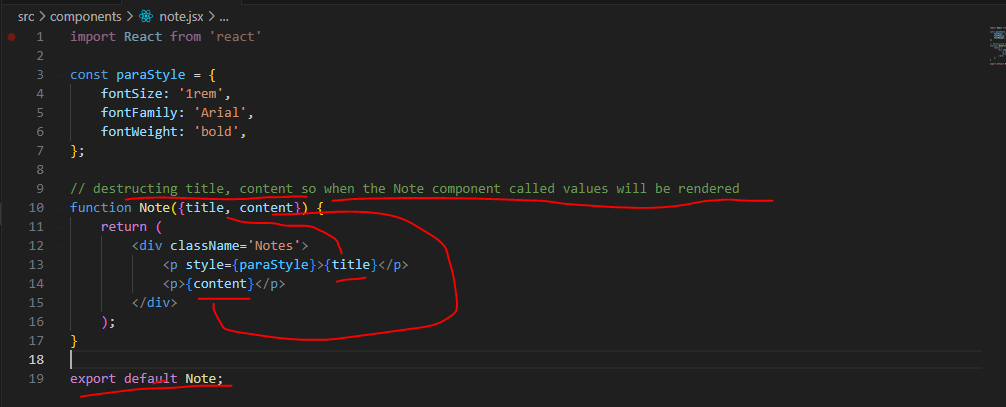 src > components > note.jsx > ...
1 import React from 'react'
2
3 const paraStyle = {
4     fontSize: '1rem',
5     fontFamily: 'Arial',
6     fontWeight: 'bold',
7 };
8
9 // destructing title, content so when the Note component called values will be rendered
10 function Note({title, content}) {
11     return (
12         <div className='Notes'>
13             <p style={paraStyle}>{title}</p>
14             <p>{content}</p>
15         </div>
16     );
17 }
18
19 export default Note;